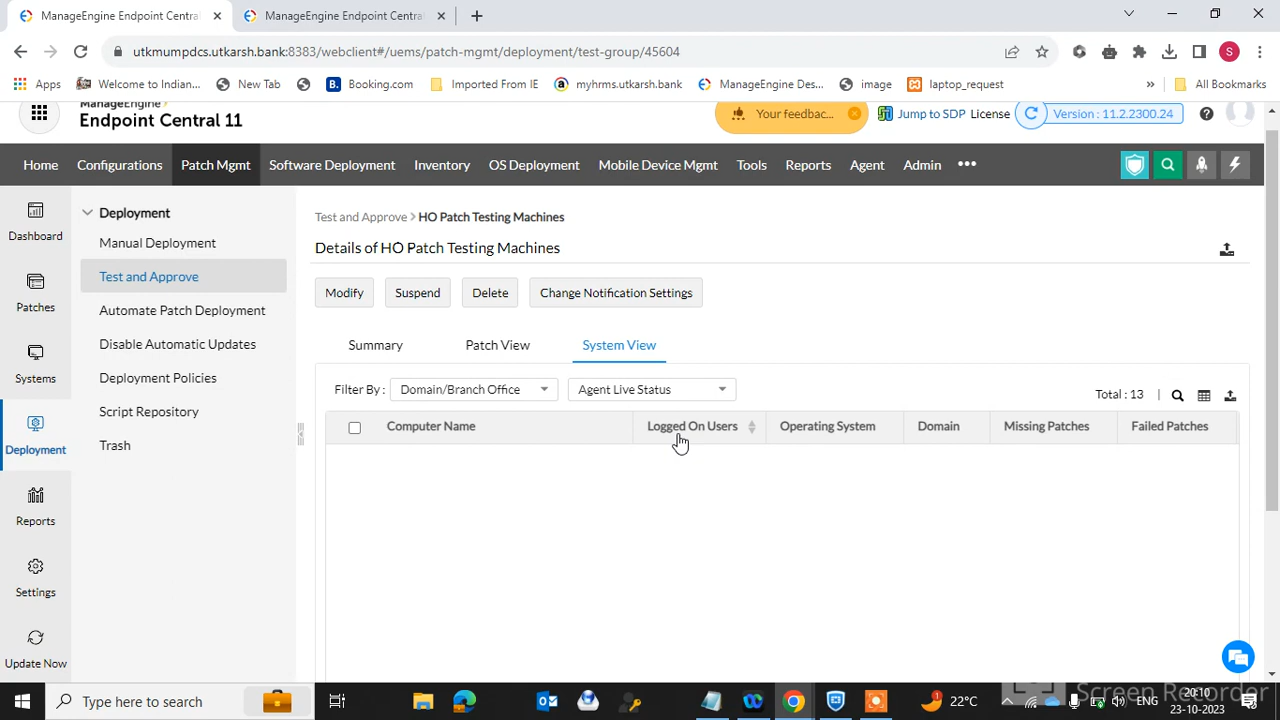 ManageEngine Endpoint Central
ManageEngine Endpoint Centra
utkmumpdcs.utkarsh.bank:8383/webclient#/uems/patch-mgmt/deployment/test-group/45604
S
Apps
Welcome to Indian...
New Tab
B
Booking.com
Imported From IE
a
myhrms.utkarsh.bank
ManageEngine Des...
image
laptop_request
»
All Bookmarks
ManageEngine
Endpoint Central 11
Your feedbac...
Jump to SDP
License
Version : 11.2.2300.24
Home
Configurations
Patch Mgmt
Software Deployment
Inventory
OS Deployment
Mobile Device Mgmt
Tools
Reports
Agent
Admin
•••
Dashboard
Patches
Systems
Deployment
Reports
Settings
Update Now
Deployment
Manual Deployment
Test and Approve
Automate Patch Deployment
Disable Automatic Updates
Deployment Policies
Script Repository
Trash
Test and Approve > HO Patch Testing Machines
Details of HO Patch Testing Machines
Modify
Suspend
Delete
Change Notification Settings
Summary
Patch View
System View
Filter By :
Domain/Branch Office
Agent Live Status
Total : 13
Computer Name
Logged On Users
Operating System
Domain
Missing Patches
Failed Patches
Type here to search
22°C
20:10
23-10-2023
Screen Recorder